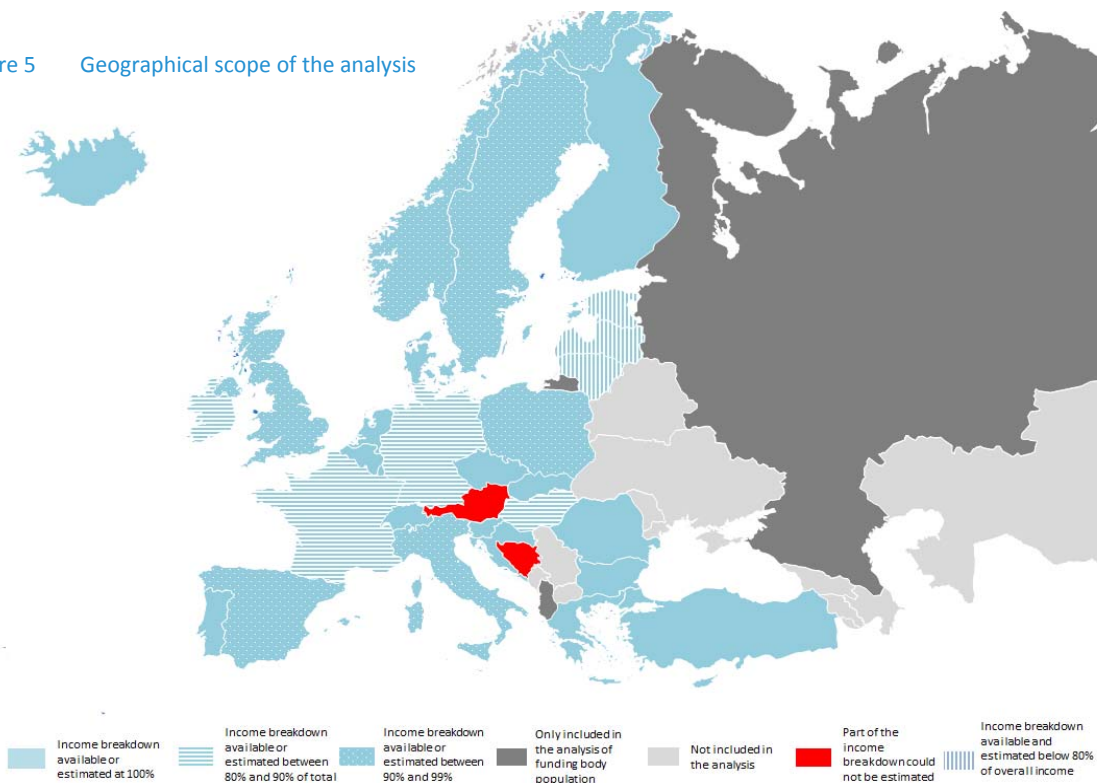 re 5 Geographical scope of the analysis
Income breakdown
available or
estimated at 100%
Income breakdown
available or
estimated between
80% and 90% of total
Income breakdown
available or
estimated between
90% and 99%
Only included in
the analysis of
funding body
population
Not included in
the analysis
Part of the
income
breakdown could
not be estimated
Income breakdown
available and
estimated below 80%
of overall income